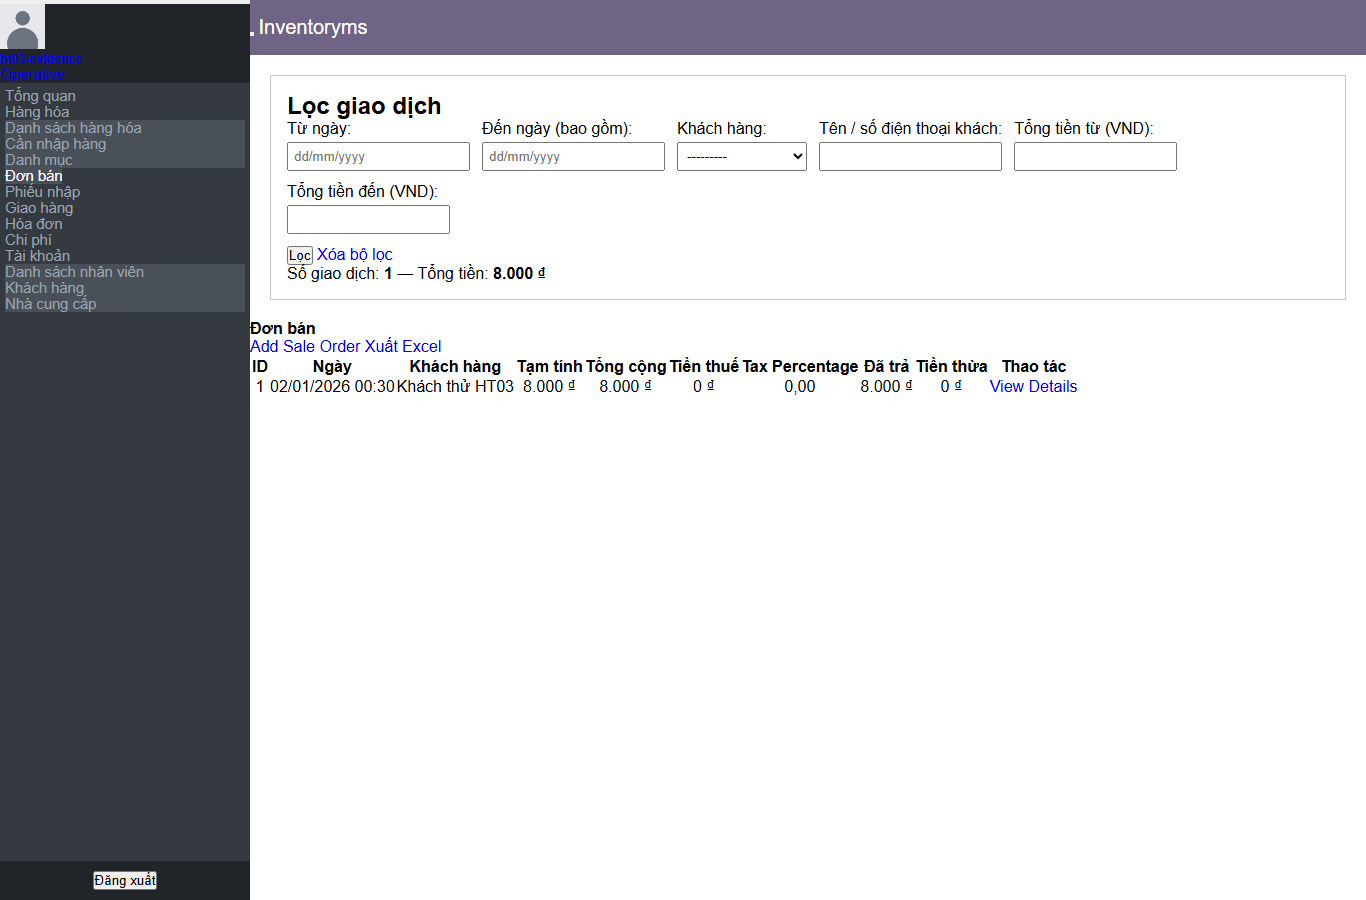 ht03-evidence
Operative
Tổng quan
Hàng hóa
Danh sách hàng hóa
Cần nhập hàng
Danh mục
Đơn bán
Phiếu nhập
Giao hàng
Hóa đơn
Chi phí
Tài khoản
Danh sách nhân viên
Khách hàng
Nhà cung cấp
Đăng xuất
Inventoryms
Lọc giao dịch
Từ ngày: Đến ngày (bao gồm): Khách hàng: Tên / số điện thoại khách: Tổng tiền từ (VND):
dd/mm/yyyy dd/mm/yyyy ---------
Tổng tiền đến (VND):
Lọc Xóa bộ lọc
Số giao dịch: 1 — Tổng tiền: 8.000 ₫
Đơn bán
Add Sale Order Xuất Excel
ID Ngày Khách hàng Tạm tính Tổng cộng Tiền thuế Tax Percentage Đã trả Tiền thừa Thao tác
1 02/01/2026 00:30 Khách thử HT03 8.000 ₫ 8.000 ₫ 0 ₫ 0,00 8.000 ₫ 0 ₫ View Details